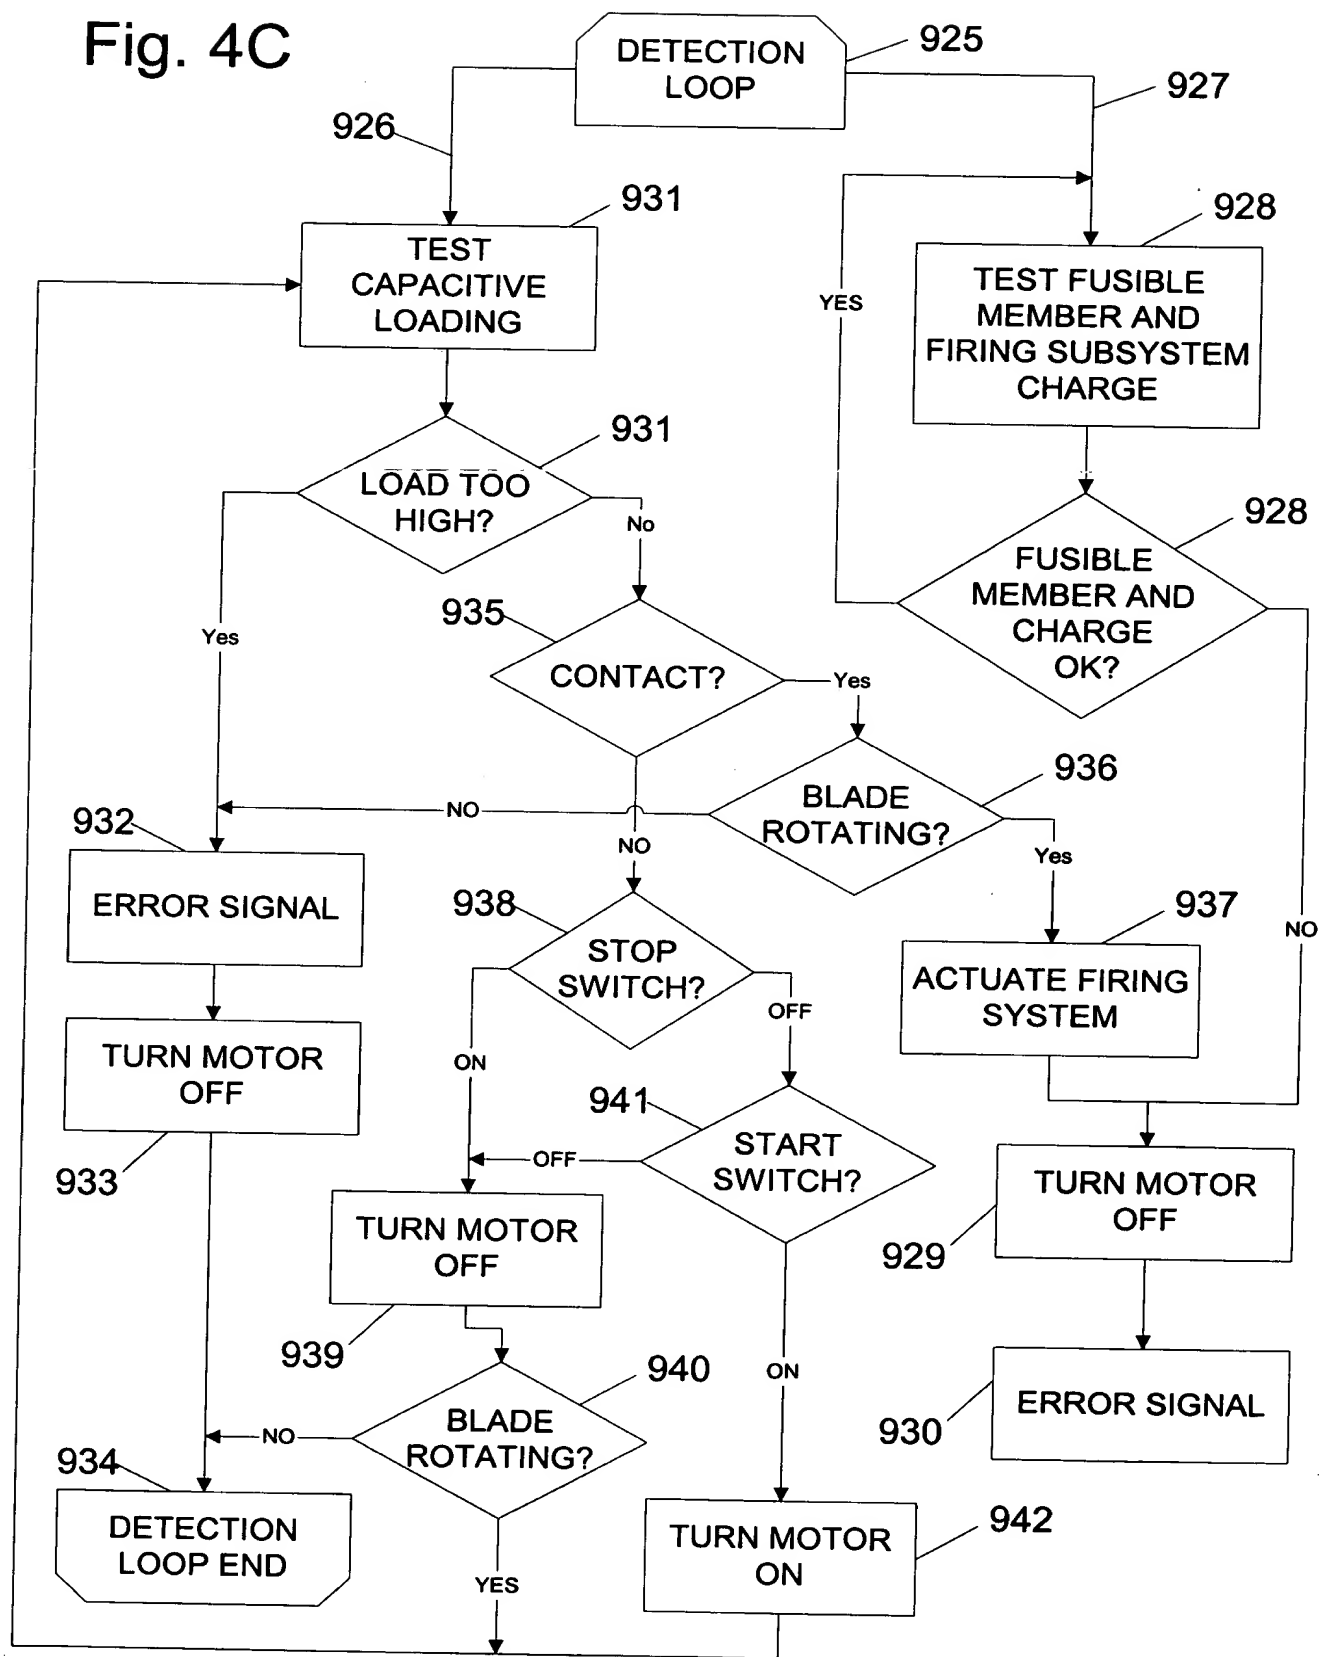 Fig. 4C
DETECTION
LOOP
925
926
927
931
TEST
CAPACITIVE
LOADING
928
TEST FUSIBLE
MEMBER AND
FIRING SUBSYSTEM
CHARGE
YES
931
LOAD TOO
HIGH?
No
Yes
928
FUSIBLE
MEMBER AND
CHARGE
OK?
935
CONTACT?
Yes
936
BLADE
ROTATING?
NO
NO
Yes
932
ERROR SIGNAL
938
STOP
SWITCH?
937
ACTUATE FIRING
SYSTEM
NO
OFF
ON
TURN MOTOR
OFF
933
941
START
SWITCH?
OFF
TURN MOTOR
OFF
939
TURN MOTOR
OFF
929
ON
940
BLADE
ROTATING?
NO
ERROR SIGNAL
930
934
DETECTION
LOOP END
YES
TURN MOTOR
ON
942